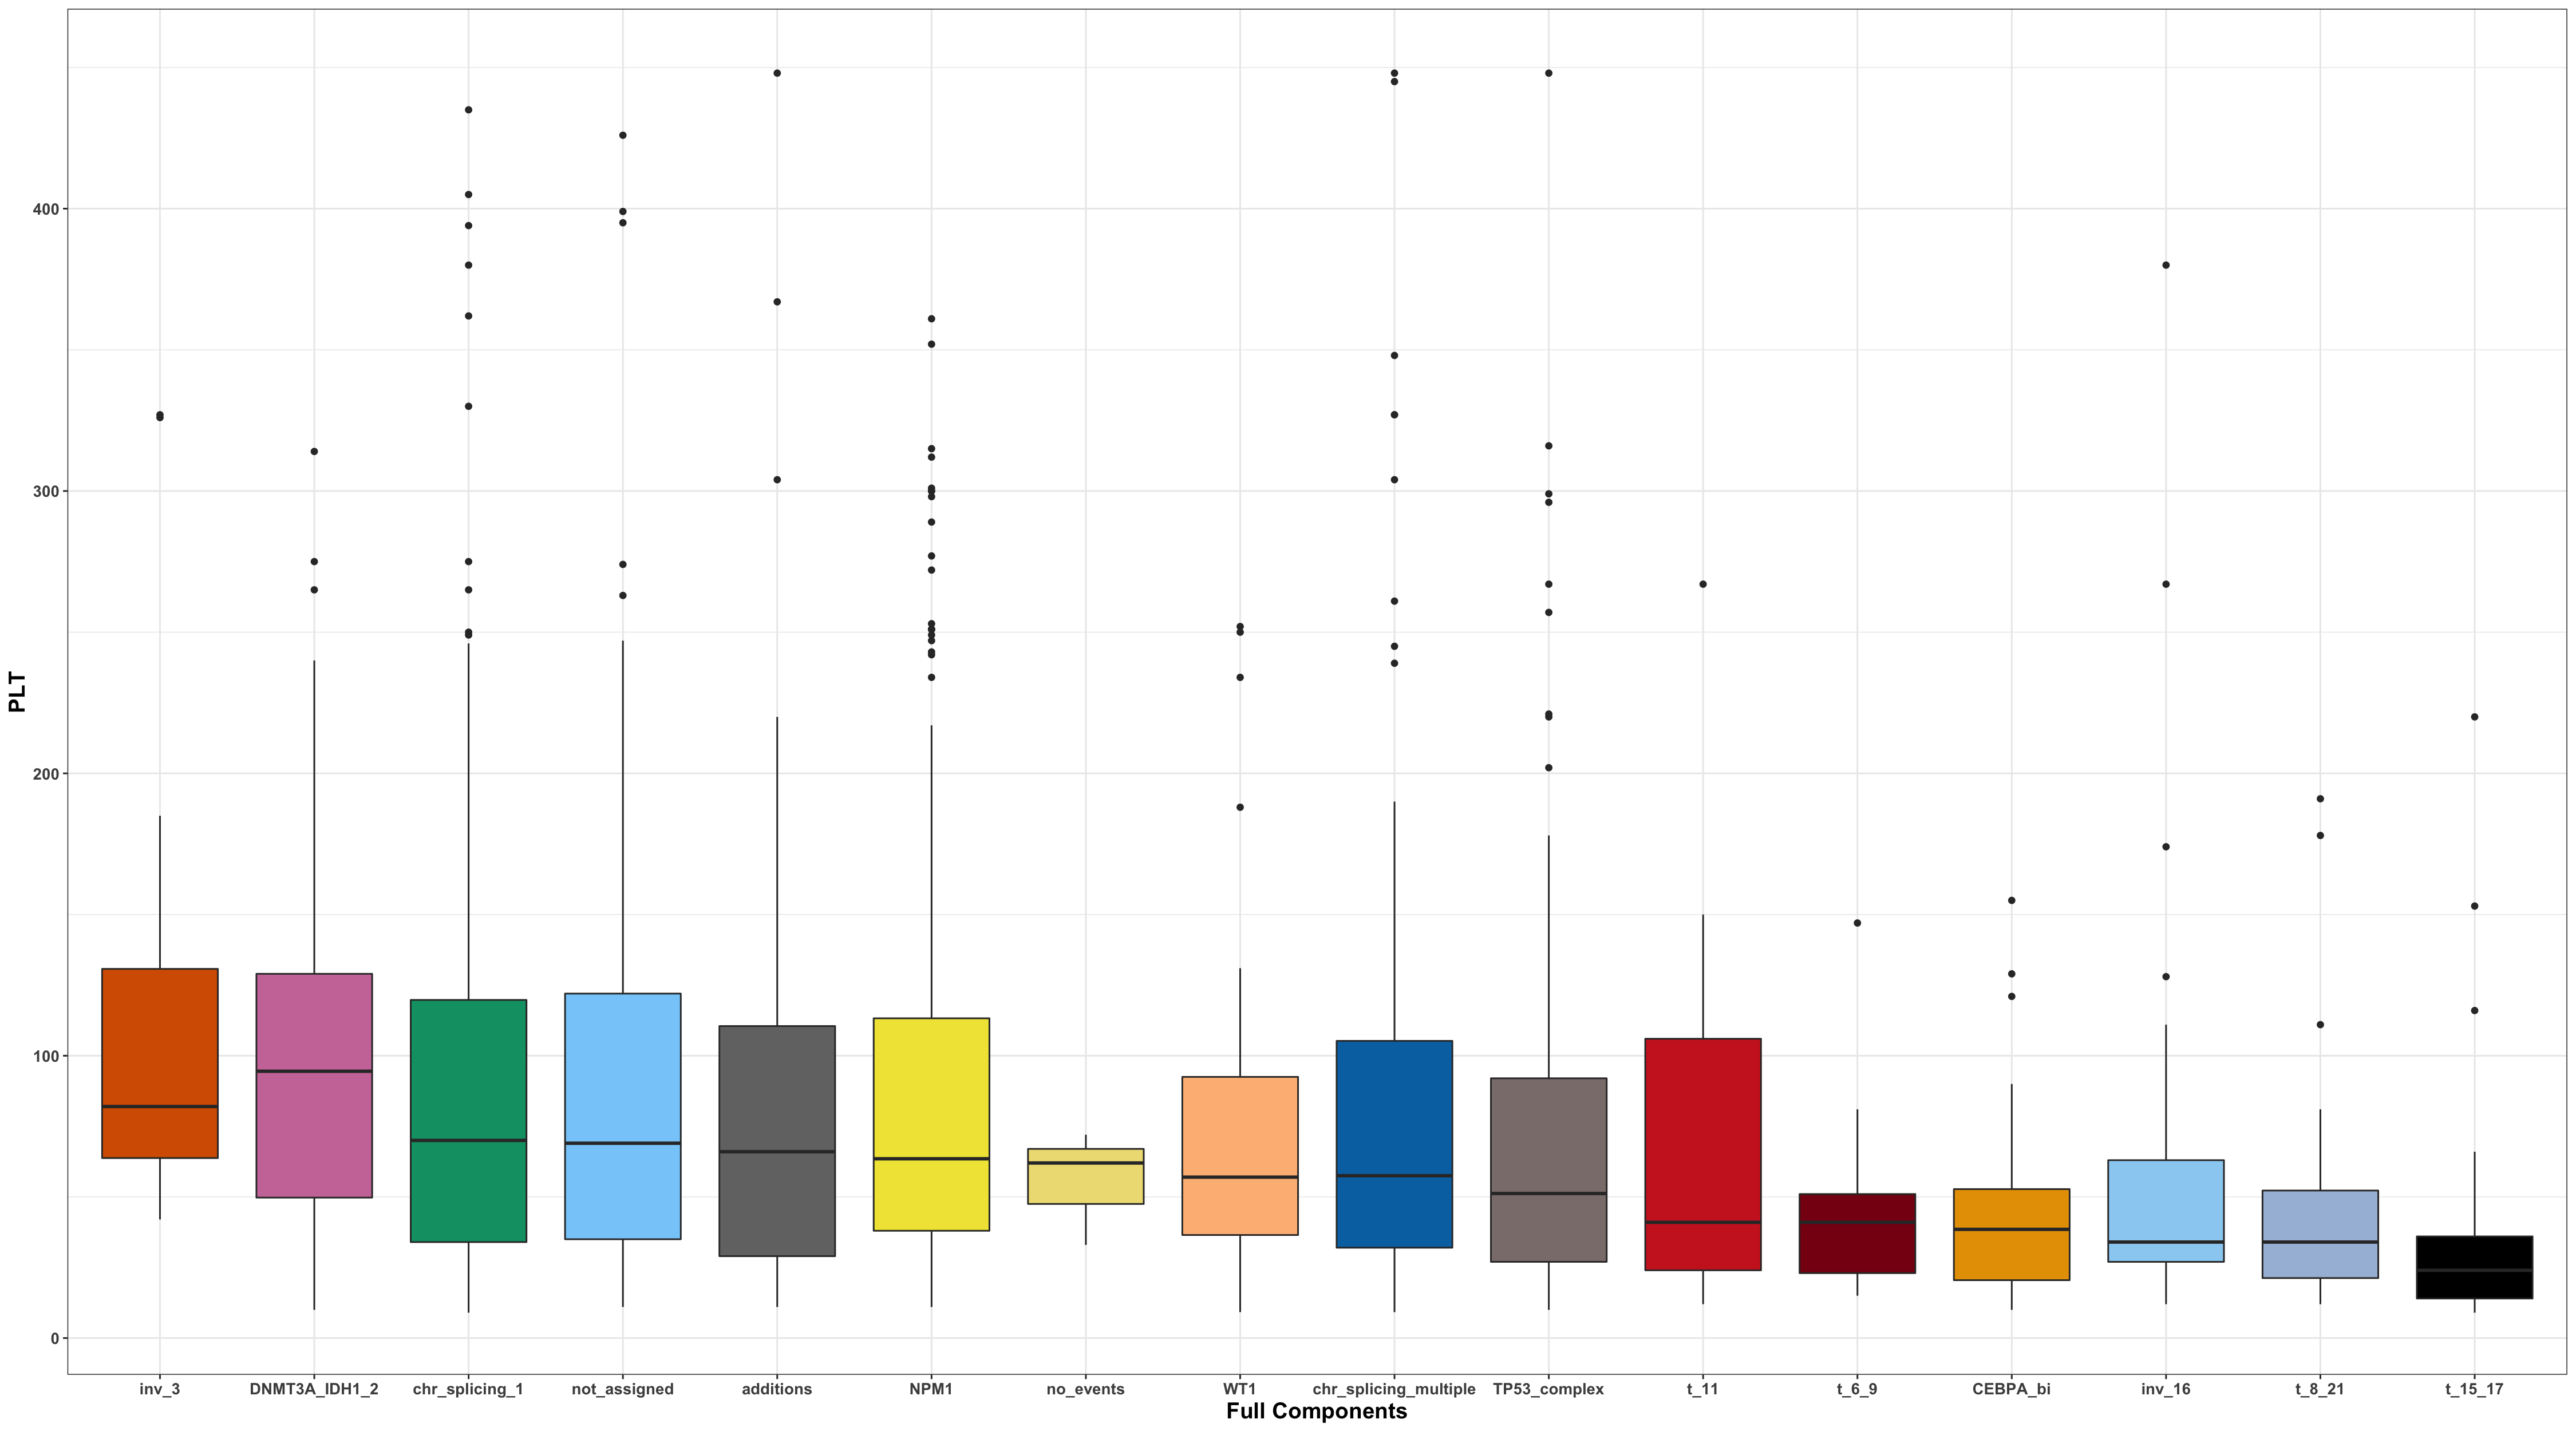 PLT
400
300
200
100
0
inv_3 DNMT3A_IDH1_2 chr_splicing_1 not_assigned additions NPM1 no_events WT1 chr_splicing_multiple TP53_complex t_11 t_6_9 CEBPA_bi inv_16 t_8_21 t_15_17
Full Components